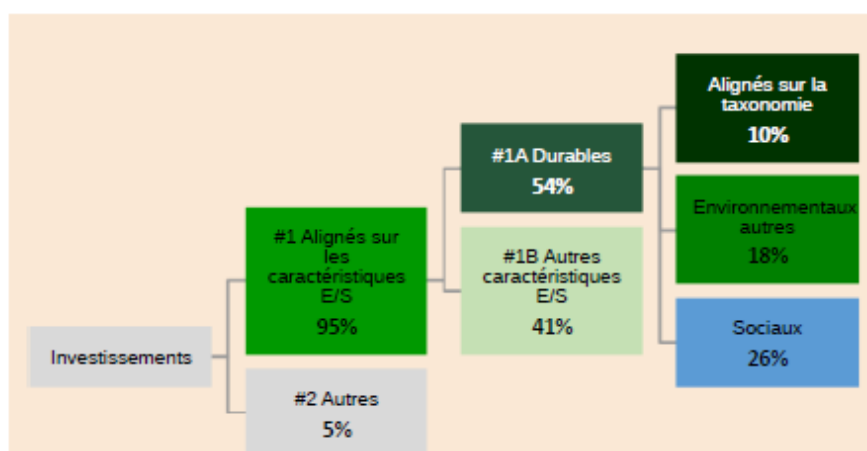 Investissements
#1 Alignés sur
les
caractéristiques
E/S
95%
#2 Autres
5%
#1A Durables
54%
#1B Autres
caractéristiques
E/S
41%
Alignés sur la
taxonomie
10%
Environnementaux
autres
18%
Sociaux
26%